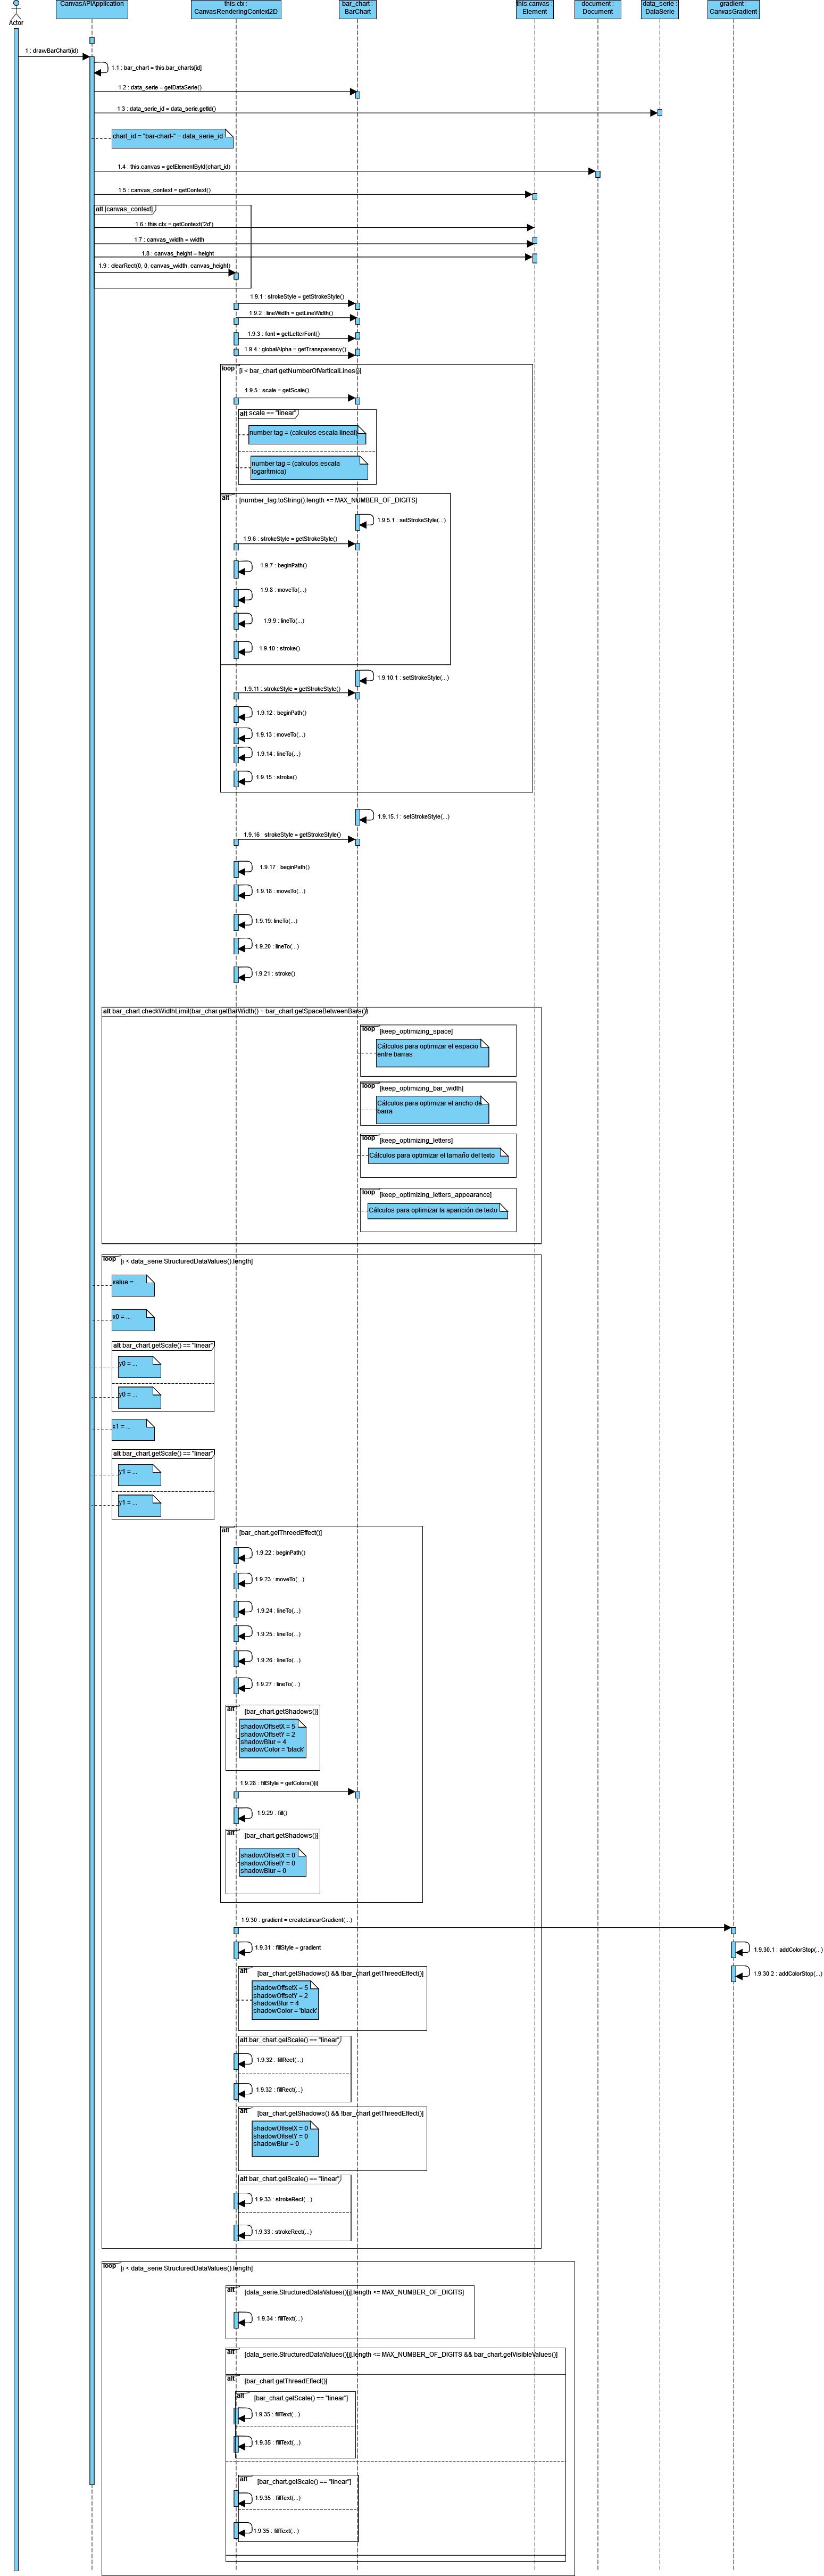 Actor
CanvasAPIApplication
this.ctx :
CanvasRenderingContext2D
bar_chart :
BarChart
this.canvas :
Element
document :
Document
data_serie :
DataSerie
gradient :
CanvasGradient
1 : drawBarChart(id)
1.1 : bar_chart = this.bar_charts[id]
1.2 : data_serie = getDataSerie()
1.3 : data_serie_id = data_serie.getId()
chart_id = "bar-chart-" + data_serie_id
1.4 : this.canvas = getElementById(chart_id)
1.5 : canvas_context = getContext()
alt [canvas_context]
1.6 : this.ctx = getContext('2d')
1.7 : canvas_width = width
1.8 : canvas_height = height
1.9 : clearRect(0, 0, canvas_width, canvas_height)
1.9.1 : strokeStyle = getStrokeStyle()
1.9.2 : lineWidth = getLineWidth()
1.9.3 : font = getLetterFont()
1.9.4 : globalAlpha = getTransparency()
loop [i < bar_chart.getNumberOfVerticalLines()]
1.9.5 : scale = getScale()
alt scale == "linear"
number tag = (calculos escala lineal)
number tag = (calculos escala
logarítmica)
alt [number_tag.toString().length <= MAX_NUMBER_OF_DIGITS]
1.9.5.1 : setStrokeStyle(...)
1.9.6 : strokeStyle = getStrokeStyle()
1.9.7 : beginPath()
1.9.8 : moveTo(...)
1.9.9 : lineTo(...)
1.9.10 : stroke()
1.9.10.1 : setStrokeStyle(...)
1.9.11 : strokeStyle = getStrokeStyle()
1.9.12 : beginPath()
1.9.13 : moveTo(...)
1.9.14 : lineTo(...)
1.9.15 : stroke()
1.9.15.1 : setStrokeStyle(...)
1.9.16 : strokeStyle = getStrokeStyle()
1.9.17 : beginPath()
1.9.18 : moveTo(...)
1.9.19: lineTo(...)
1.9.20 : lineTo(...)
1.9.21 : stroke()
alt bar_chart.checkWidthLimit(bar_char.getBarWidth() + bar_chart.getSpaceBetweenBars())
loop [keep_optimizing_space]
Cálculos para optimizar el espacio
entre barras
loop [keep_optimizing_bar_width]
Cálculos para optimizar el ancho de
barra
loop [keep_optimizing_letters]
Cálculos para optimizar el tamaño del texto
loop [keep_optimizing_letters_appearance]
Cálculos para optimizar la aparición de texto
loop [i < data_serie.StructuredDataValues().length]
value = ...
x0 = ...
alt bar_chart.getScale() == "linear"
y0 = ...
y0 = ...
x1 = ...
alt bar_chart.getScale() == "linear"
y1 = ...
y1 = ...
alt [bar_chart.getThreedEffect()]
1.9.22 : beginPath()
1.9.23 : moveTo(...)
1.9.24 : lineTo(...)
1.9.25 : lineTo(...)
1.9.26 : lineTo(...)
1.9.27 : lineTo(...)
alt [bar_chart.getShadows()]
shadowOffsetX = 5
shadowOffsetY = 2
shadowBlur = 4
shadowColor = 'black'
1.9.28 : fillStyle = getColors()[i]
1.9.29 : fill()
alt [bar_chart.getShadows()]
shadowOffsetX = 0
shadowOffsetY = 0
shadowBlur = 0
1.9.30 : gradient = createLinearGradient(...)
1.9.31 : fillStyle = gradient
1.9.30.1 : addColorStop(...)
1.9.30.2 : addColorStop(...)
alt [bar_chart.getShadows() && !bar_chart.getThreedEffect()]
shadowOffsetX = 5
shadowOffsetY = 2
shadowBlur = 4
shadowColor = 'black'
alt bar_chart.getScale() == "linear"
1.9.32 : fillRect(...)
1.9.32 : fillRect(...)
alt [bar_chart.getShadows() && !bar_chart.getThreedEffect()]
shadowOffsetX = 0
shadowOffsetY = 0
shadowBlur = 0
alt bar_chart.getScale() == "linear"
1.9.33 : strokeRect(...)
1.9.33 : strokeRect(...)
loop [i < data_serie.StructuredDataValues().length]
alt [data_serie.StructuredDataValues()[j].length <= MAX_NUMBER_OF_DIGITS]
1.9.34 : fillText(...)
alt [data_serie.StructuredDataValues()[j].length <= MAX_NUMBER_OF_DIGITS && bar_chart.getVisibleValues()]
alt [bar_chart.getThreedEffect()]
alt [bar_chart.getScale() == "linear"]
1.9.35 : fillText(...)
1.9.35 : fillText(...)
alt [bar_chart.getScale() == "linear"]
1.9.35 : fillText(...)
1.9.35 : fillText(...)